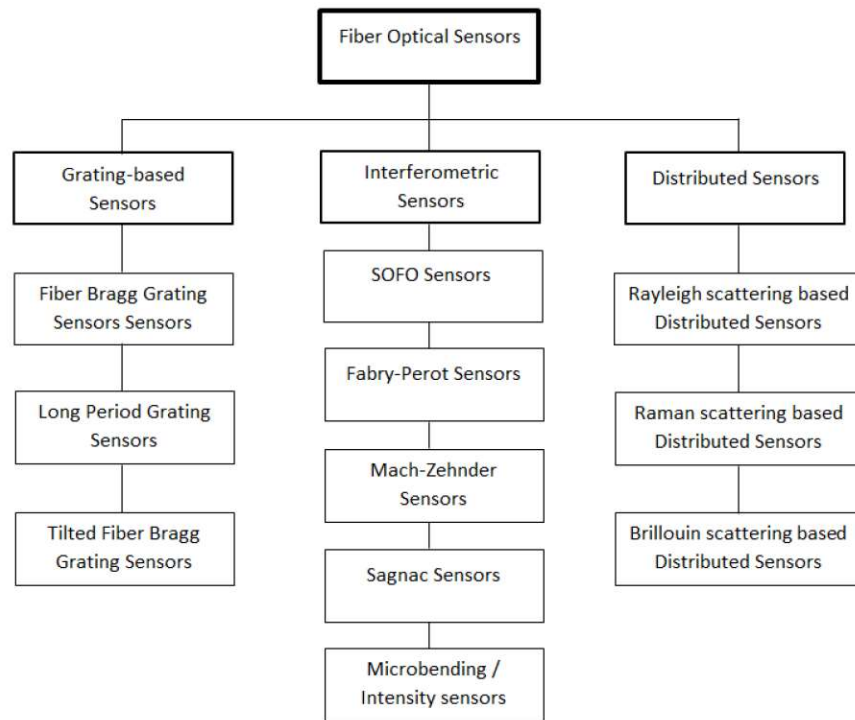 Fiber Optical Sensors
Grating-based
Sensors
Interferometric
Sensors
Distributed Sensors
Fiber Bragg Grating
Sensors Sensors
Long Period Grating
Sensors
Tilted Fiber Bragg
Grating Sensors
SOFO Sensors
Fabry-Perot Sensors
Mach-Zehnder
Sensors
Sagnac Sensors
Microbending /
Intensity sensors
Rayleigh scattering based
Distributed Sensors
Raman scattering based
Distributed Sensors
Brillouin scattering based
Distributed Sensors